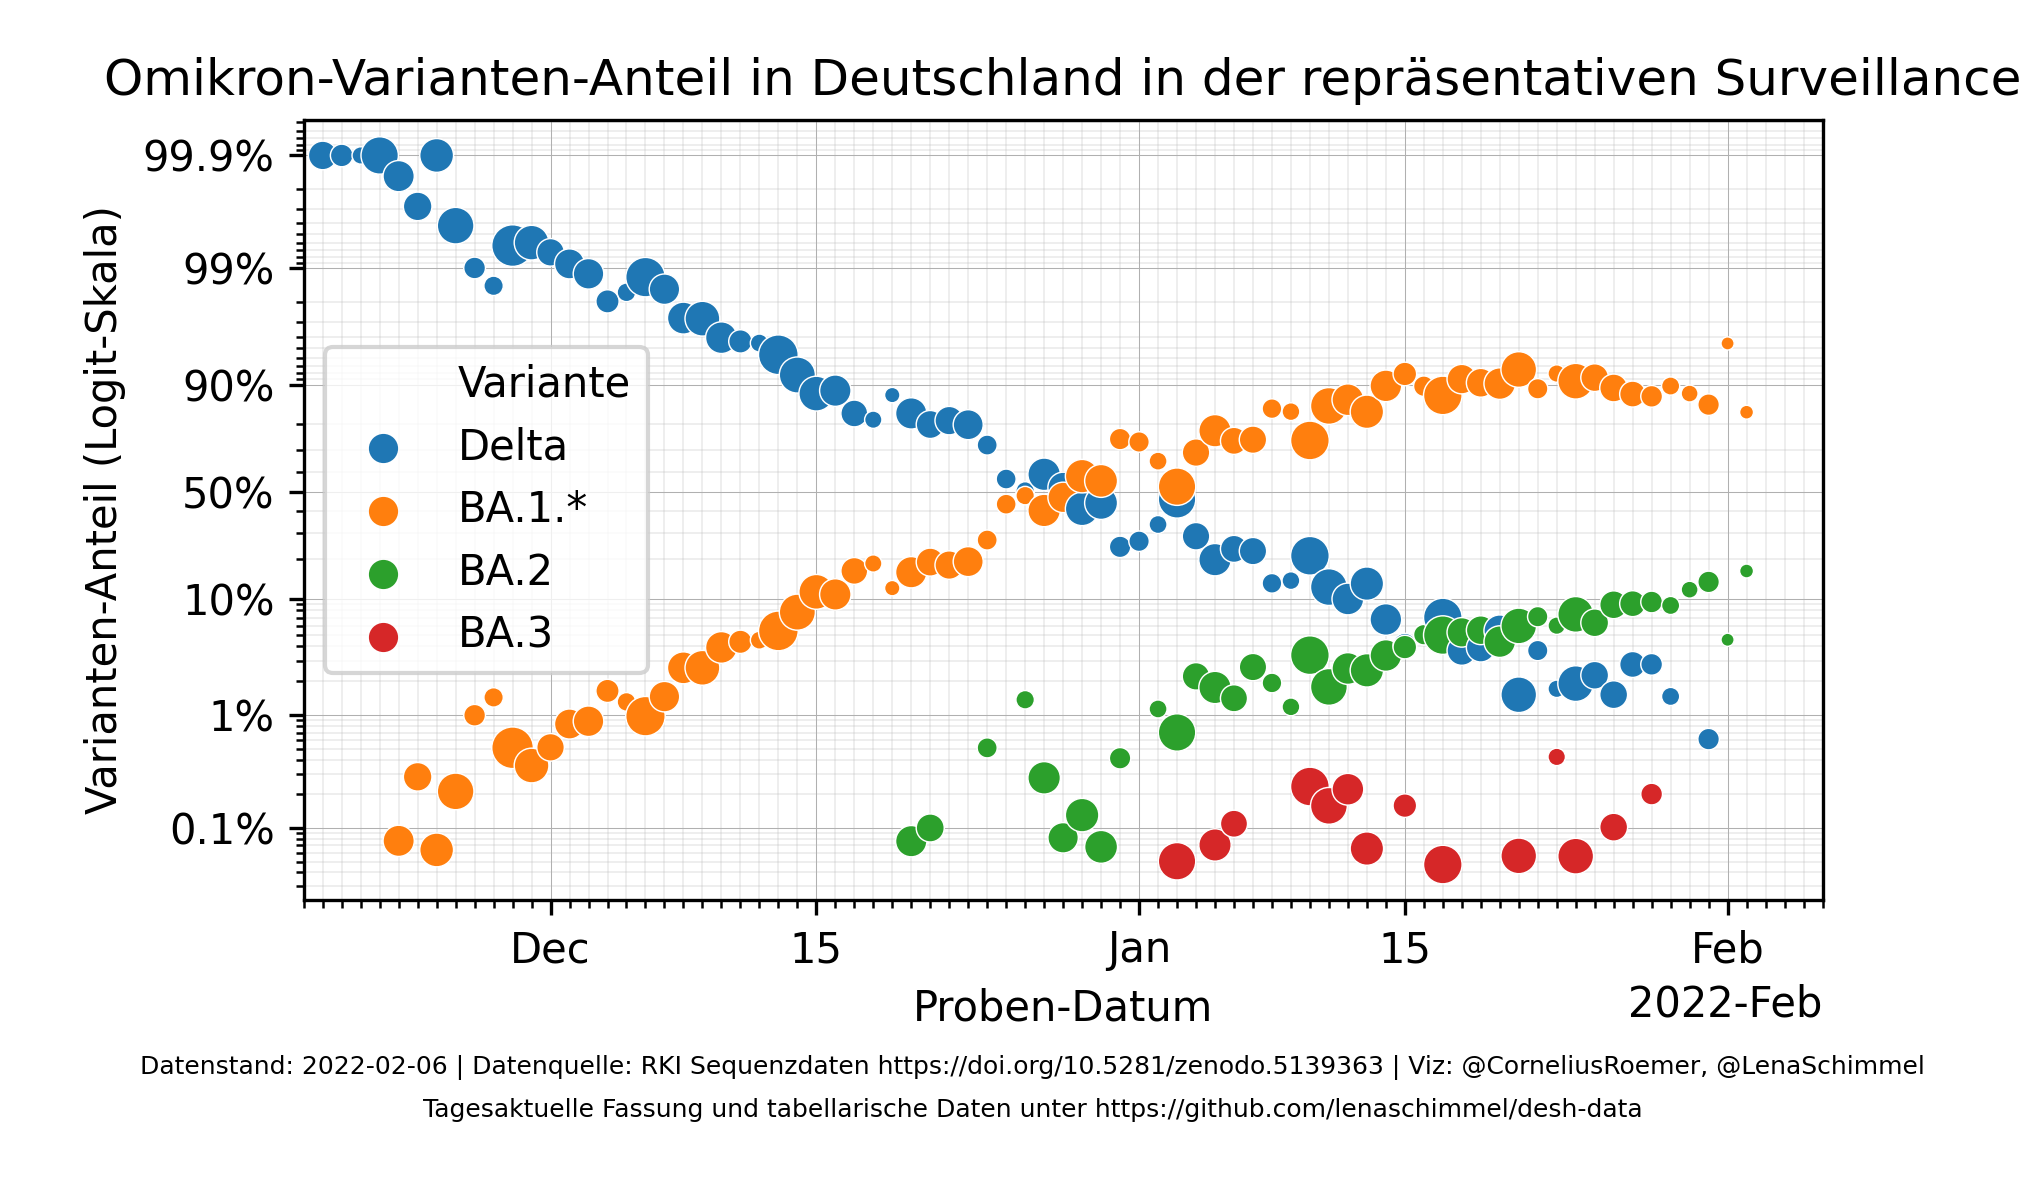 Omikron-Varianten-Anteil in Deutschland in der repräsentativen Surveillance
Varianten-Anteil (Logit-Skala)
99.9%
99%
90%
50%
10%
1%
0.1%
Variante
Delta
BA.1.*
BA.2
BA.3
Dec
15
Jan
15
Feb
Proben-Datum
2022-Feb
Datenstand: 2022-02-06 | Datenquelle: RKI Sequenzdaten https://doi.org/10.5281/zenodo.5139363 | Viz: @CorneliusRoemer, @LenaSchimmel
Tagesaktuelle Fassung und tabellarische Daten unter https://github.com/lenaschimmel/desh-data